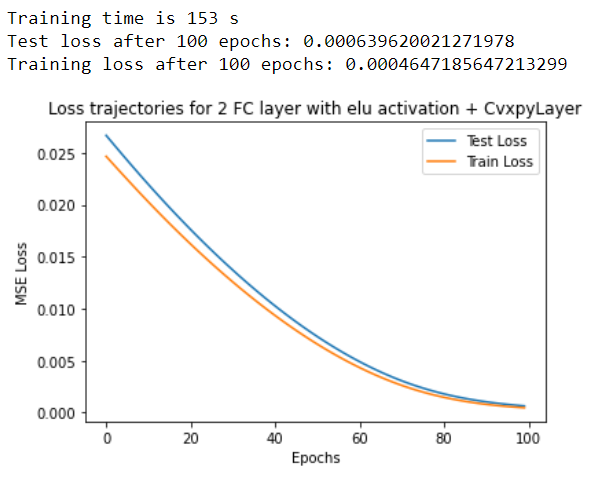 Training time is 153 s
Test loss after 100 epochs: 0.000639620021271978
Training loss after 100 epochs: 0.0004647185647213299
Loss trajectories for 2 FC layer with elu activation + CvxpyLayer
Test Loss
Train Loss
0.025
0.020
0.015
0.010
0.005
0.000
MSE Loss
0 20 40 60 80 100
Epochs